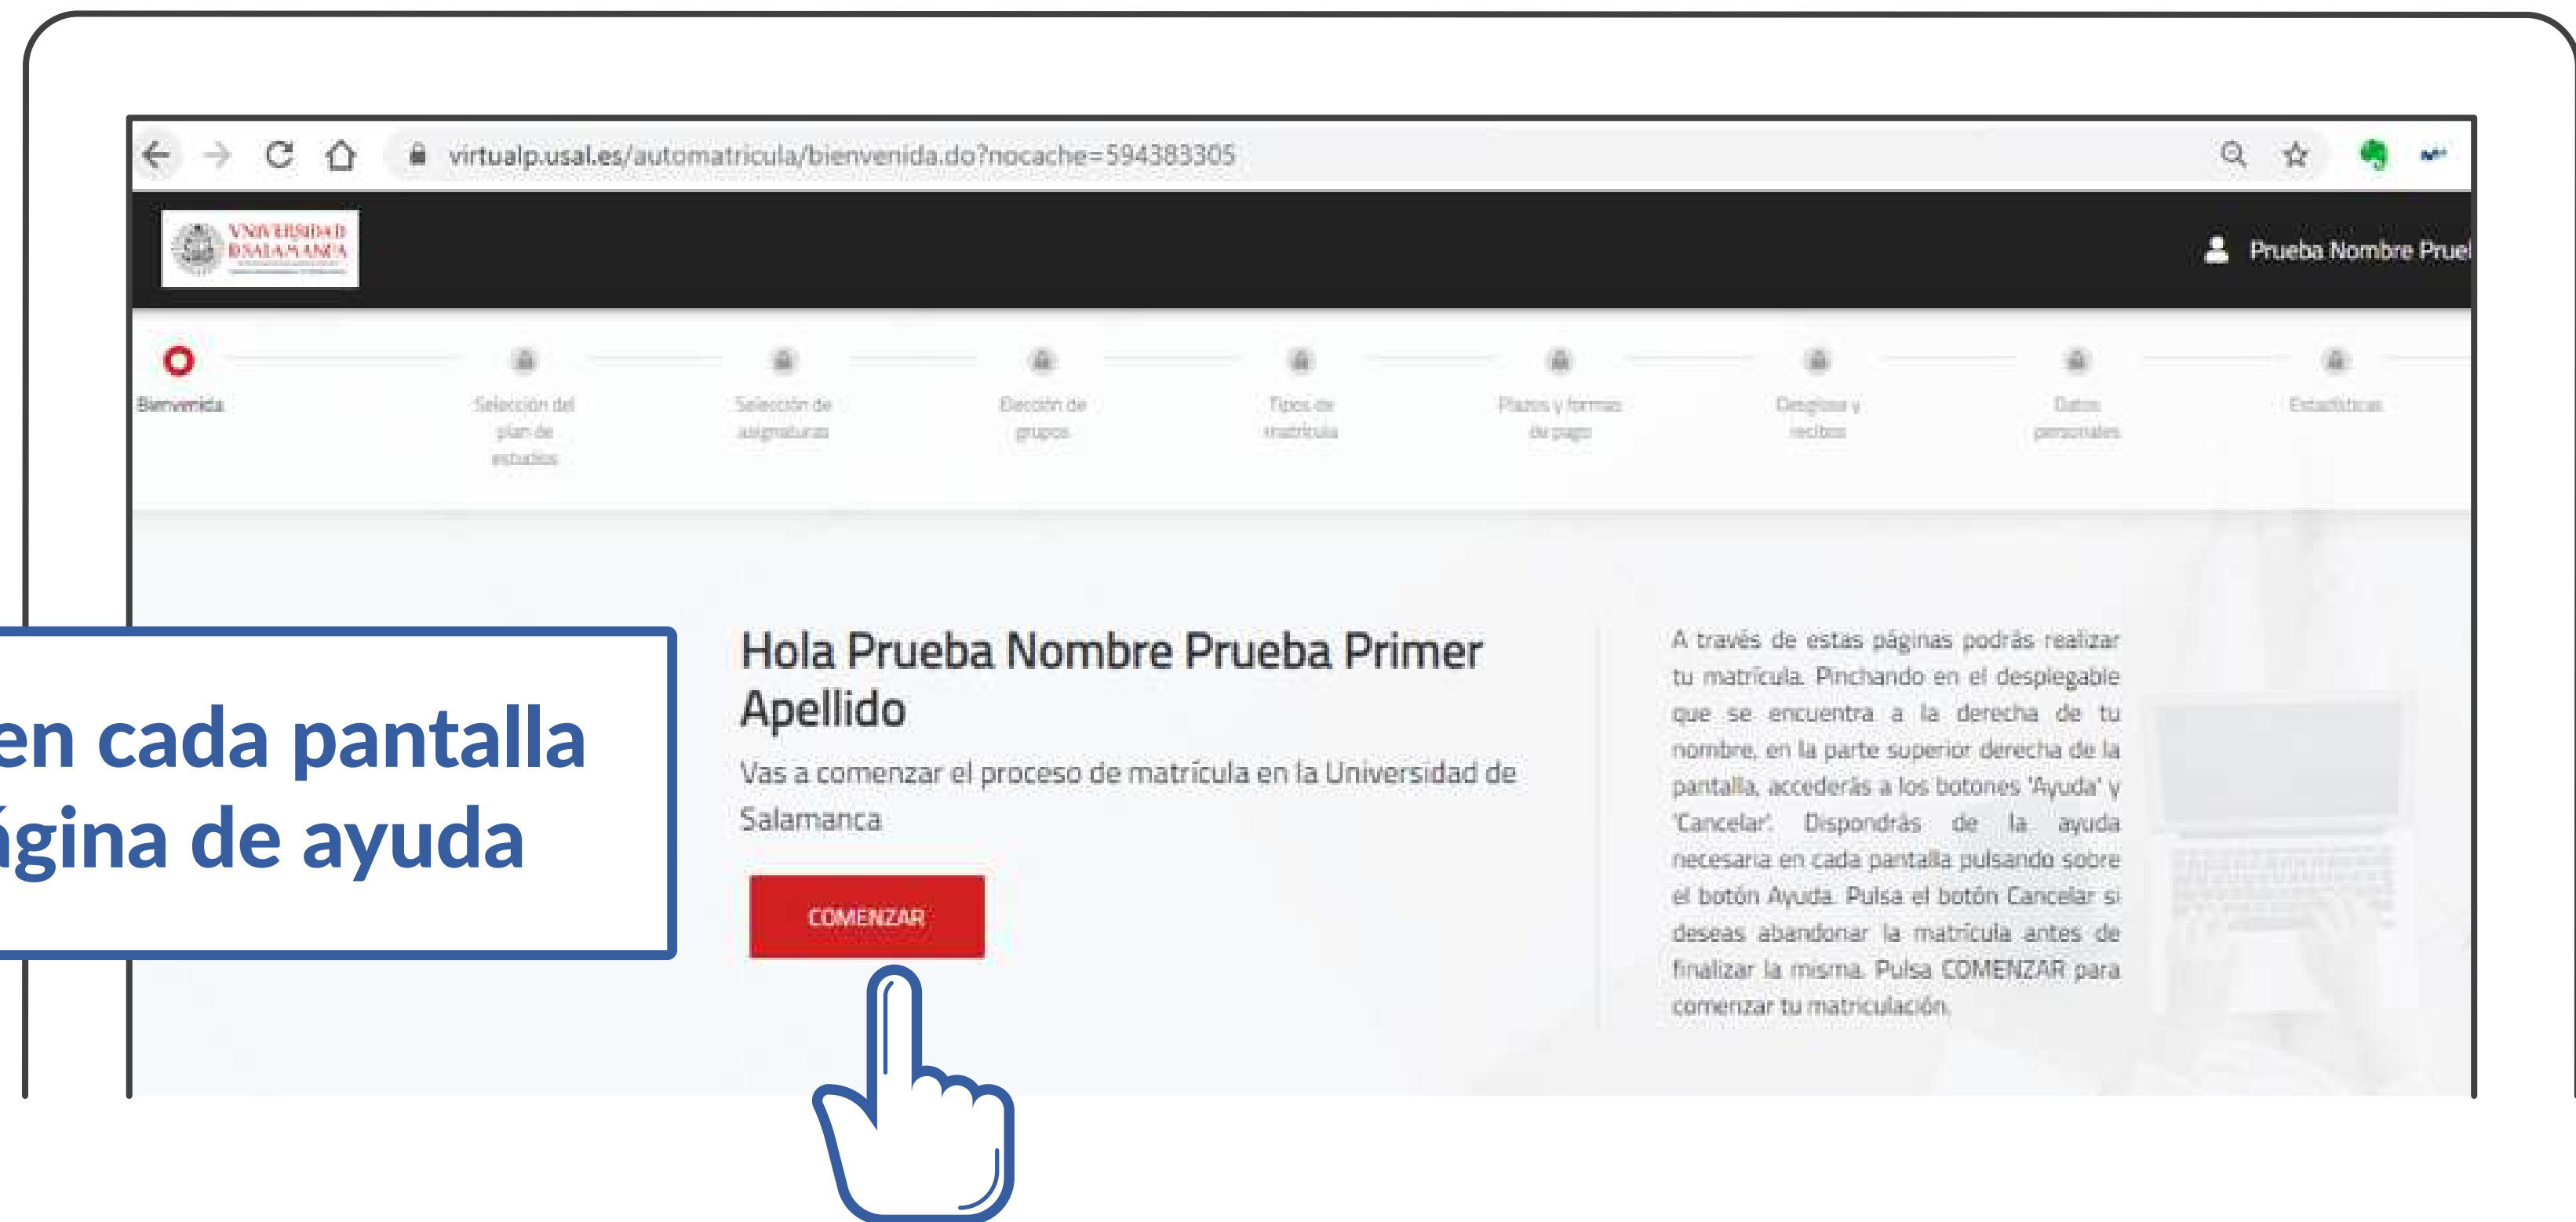 virtualp.usal.es/automatricula/bienvenida.do?nocache=594383305
VNIVERSIDAD
D SALAMANCA
Prueba Nombre Prue
Bienvenida
Selección del
plan de
estudios
Selección de
asignaturas
Elección de
grupos
Tipos de
matrícula
Plazos y formas
de pago
Desglose y
recibos
Datos
personales
Estadísticas
en cada pantalla
ágina de ayuda
Hola Prueba Nombre Prueba Primer
Apellido
Vas a comenzar el proceso de matrícula en la Universidad de
Salamanca
COMENZAR
A través de estas páginas podrás realizar
tu matrícula. Pinchando en el desplegable
que se encuentra a la derecha de tu
nombre, en la parte superior derecha de la
pantalla, accederás a los botones 'Ayuda' y
'Cancelar'. Dispondrás de la ayuda
necesaria en cada pantalla pulsando sobre
el botón Ayuda. Pulsa el botón Cancelar si
deseas abandonar la matrícula antes de
finalizar la misma. Pulsa COMENZAR para
comenzar tu matriculación.